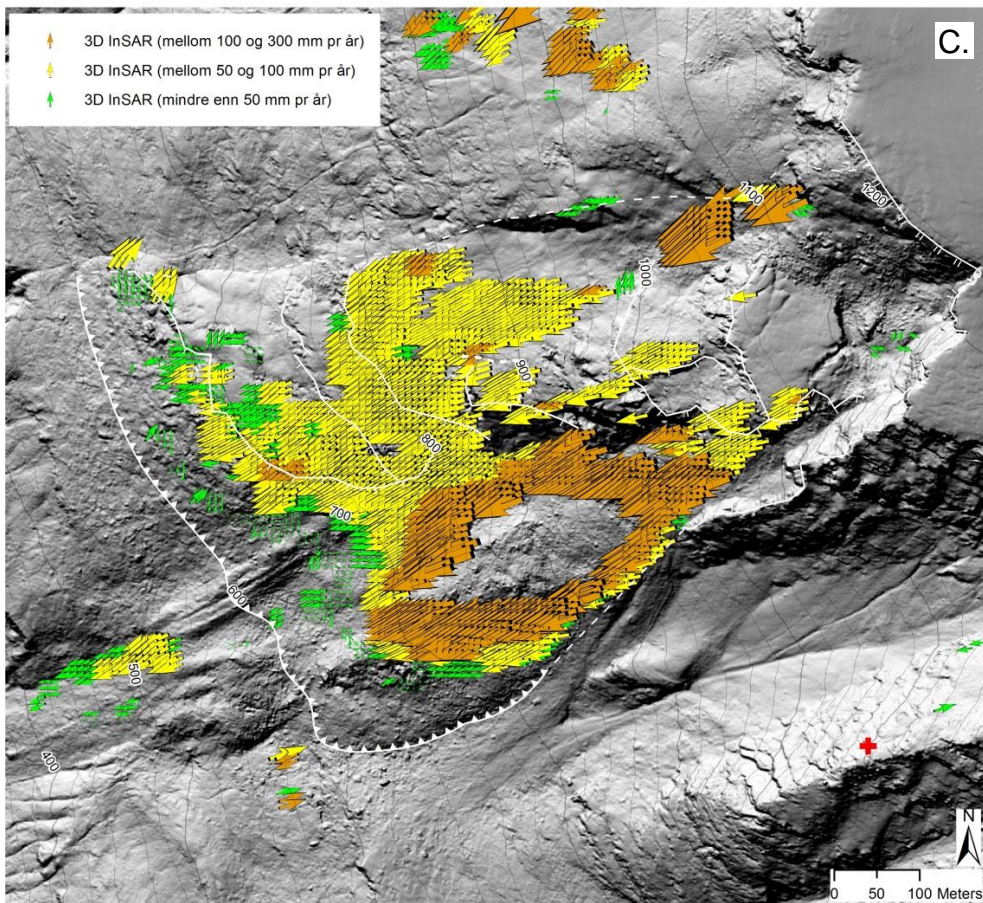 C.
3D InSAR (mellom 100 og 300 mm pr år)
3D InSAR (mellom 50 og 100 mm pr år)
3D InSAR (mindre enn 50 mm pr år)
1200
1100
1000
900
800
700
600
500
400
N
0 50 100 Meters